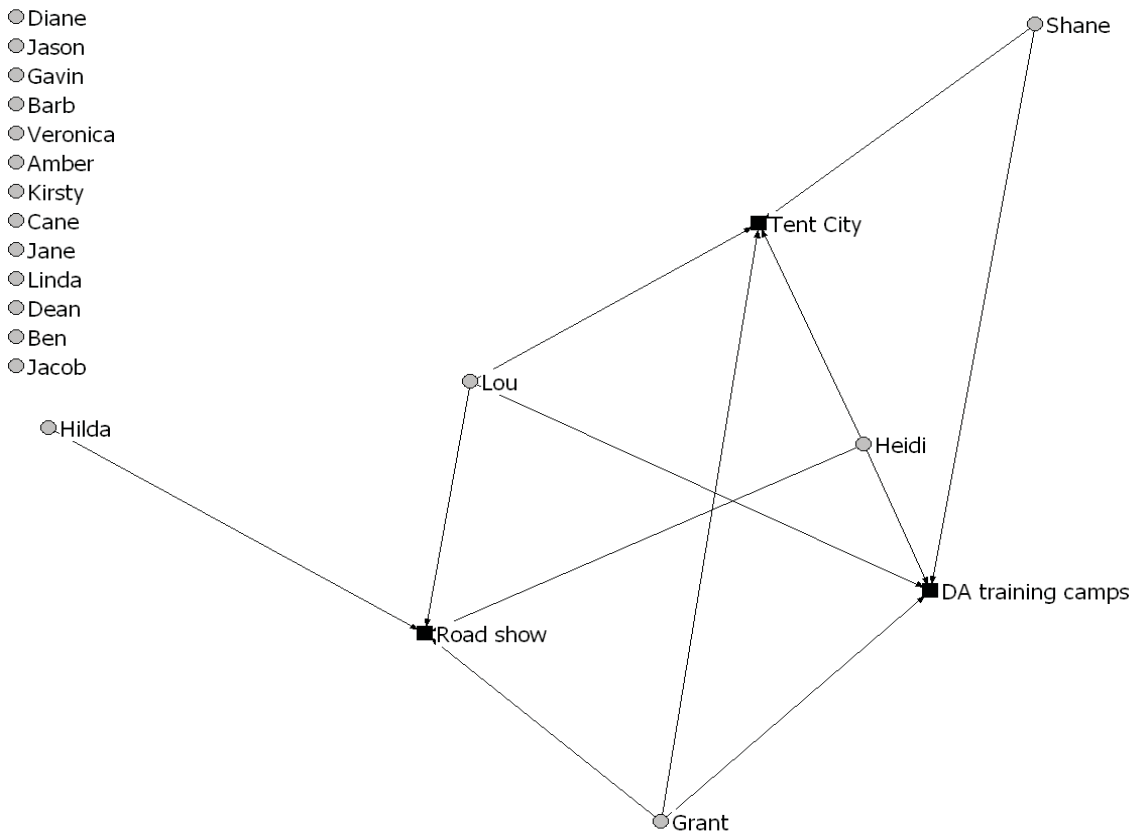 Diane
Jason
Gavin
Barb
Veronica
Amber
Kirsty
Cane
Jane
Linda
Dean
Ben
Jacob
Shane
Tent City
Lou
Hilda
Heidi
DA training camps
Road show
Grant